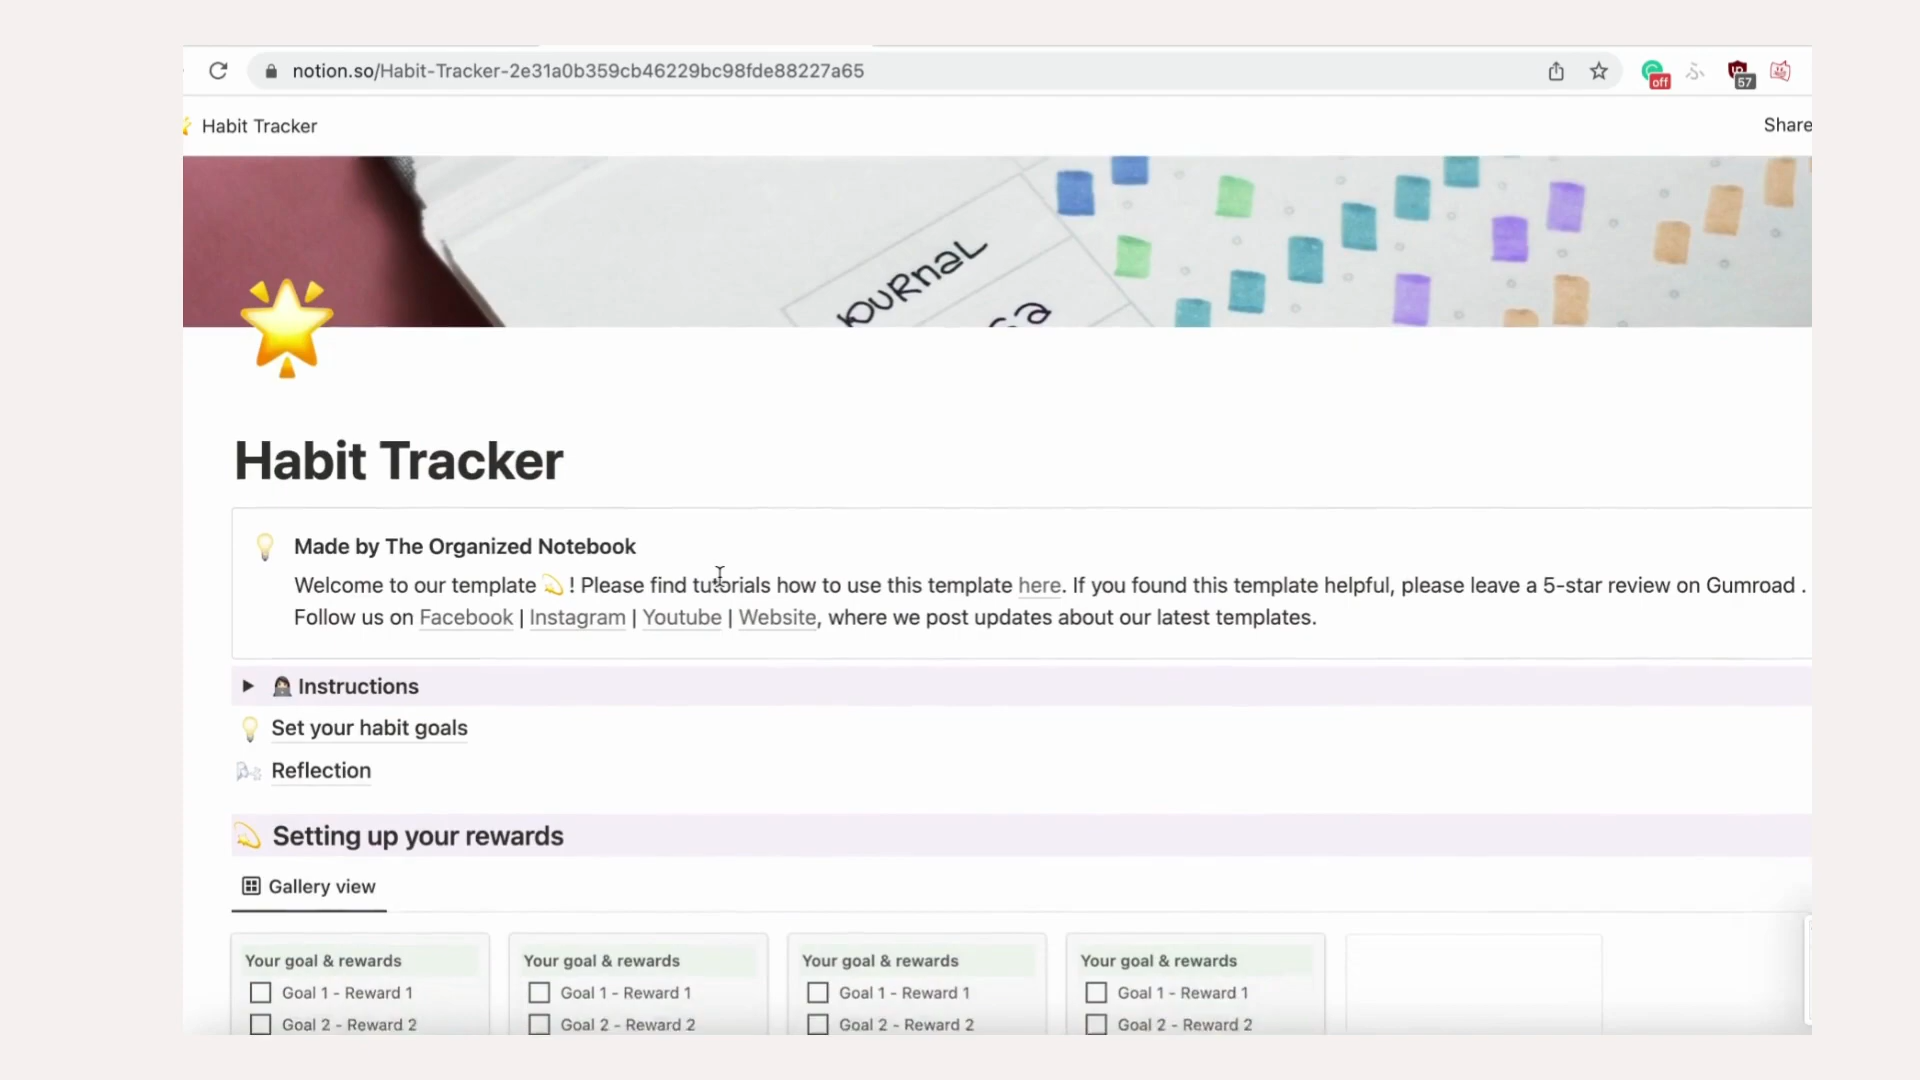 notion.so/Habit-Tracker-2e31a0b359cb46229bc98fde88227a65
off
57
Habit Tracker
Share
JOURNAL
Habit Tracker
Made by The Organized Notebook
Welcome to our template 💫 ! Please find tutorials how to use this template here. If you found this template helpful, please leave a 5-star review on Gumroad .
Follow us on Facebook | Instagram | Youtube | Website, where we post updates about our latest templates.
Instructions
Set your habit goals
Reflection
Setting up your rewards
Gallery view
Your goal & rewards Your goal & rewards Your goal & rewards Your goal & rewards
Goal 1 - Reward 1 Goal 1 - Reward 1 Goal 1 - Reward 1 Goal 1 - Reward 1
Goal 2 - Reward 2 Goal 2 - Reward 2 Goal 2 - Reward 2 Goal 2 - Reward 2